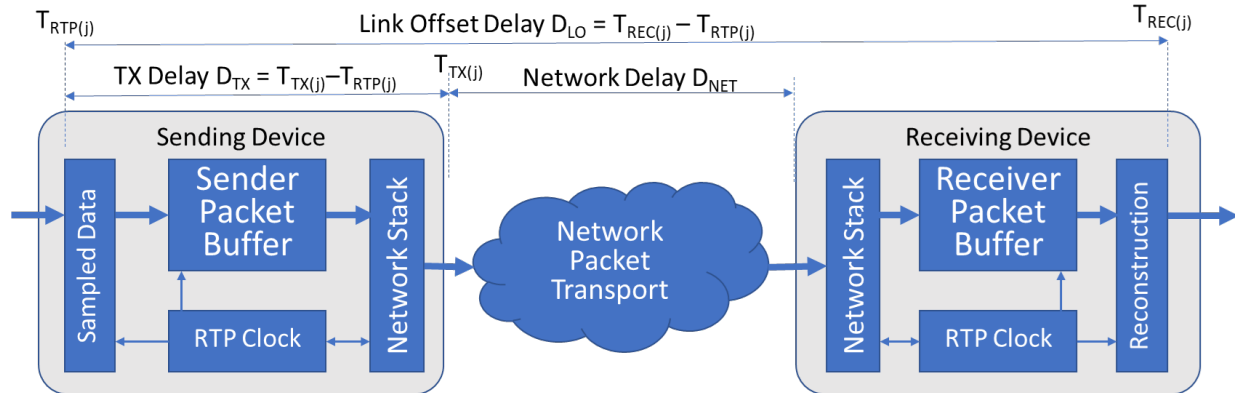 T_RTP(j)
Link Offset Delay D_LO = T_REC(j) – T_RTP(j)
T_REC(j)
TX Delay D_TX = T_TX(j)–T_RTP(j)
T_TX(j)
Network Delay D_NET
Sending Device
Sampled Data
Sender
Packet
Buffer
RTP Clock
Network Stack
Network
Packet
Transport
Receiving Device
Network Stack
Receiver
Packet
Buffer
RTP Clock
Reconstruction